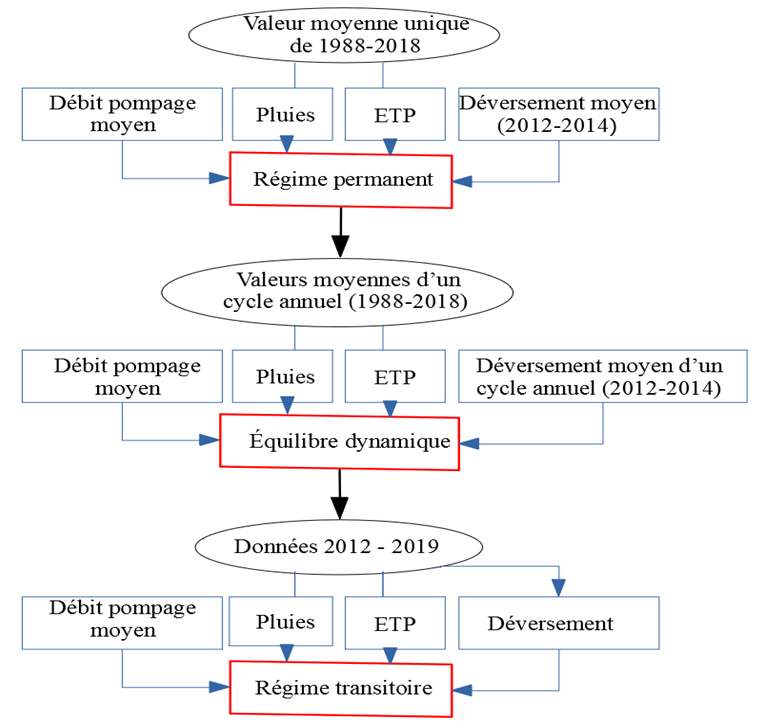 Valeur moyenne unique
de 1988-2018
Débit pompage
moyen
Pluies
ETP
Déversement moyen
(2012-2014)
Régime permanent
Valeurs moyennes d’un
cycle annuel (1988-2018)
Débit pompage
moyen
Pluies
ETP
Déversement moyen d’un
cycle annuel (2012-2014)
Équilibre dynamique
Données 2012 - 2019
Débit pompage
moyen
Pluies
ETP
Déversement
Régime transitoire